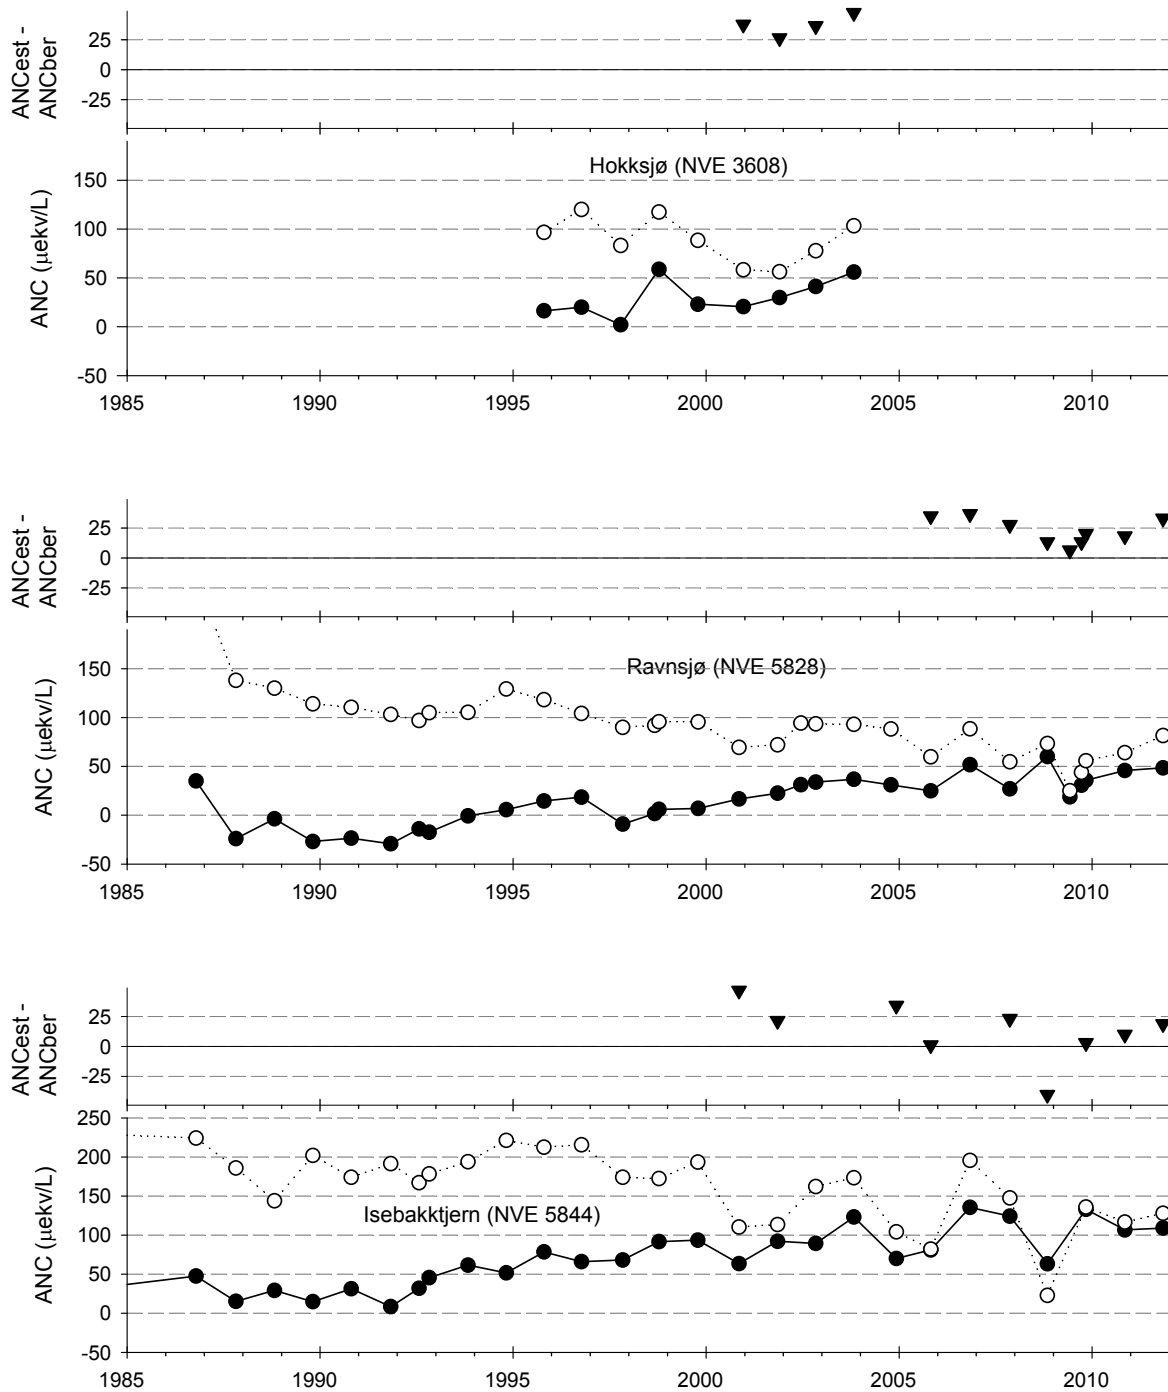 ANCest -
ANCber
25
0
-25
Hokksjø (NVE 3608)
ANC (µekv/L)
150
100
50
0
-50
1985 1990 1995 2000 2005 2010
ANCest -
ANCber
25
0
-25
Ravnsjø (NVE 5828)
ANC (µekv/L)
150
100
50
0
-50
1985 1990 1995 2000 2005 2010
ANCest -
ANCber
25
0
-25
Isebakktjern (NVE 5844)
ANC (µekv/L)
250
200
150
100
50
0
-50
1985 1990 1995 2000 2005 2010